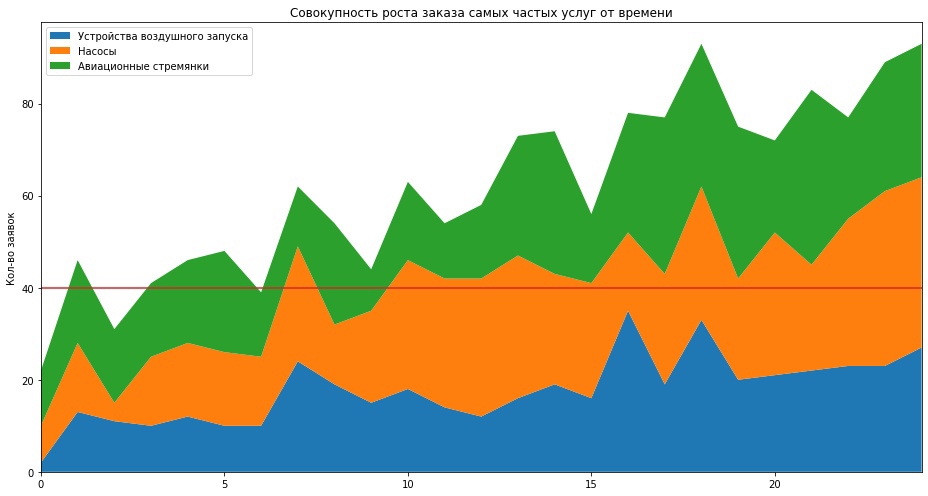 Совокупность роста заказа самых частых услуг от времени
Устройства воздушного запуска
Насосы
Авиационные стремянки
Кол-во заявок
80
60
40
20
0
0 5 10 15 20